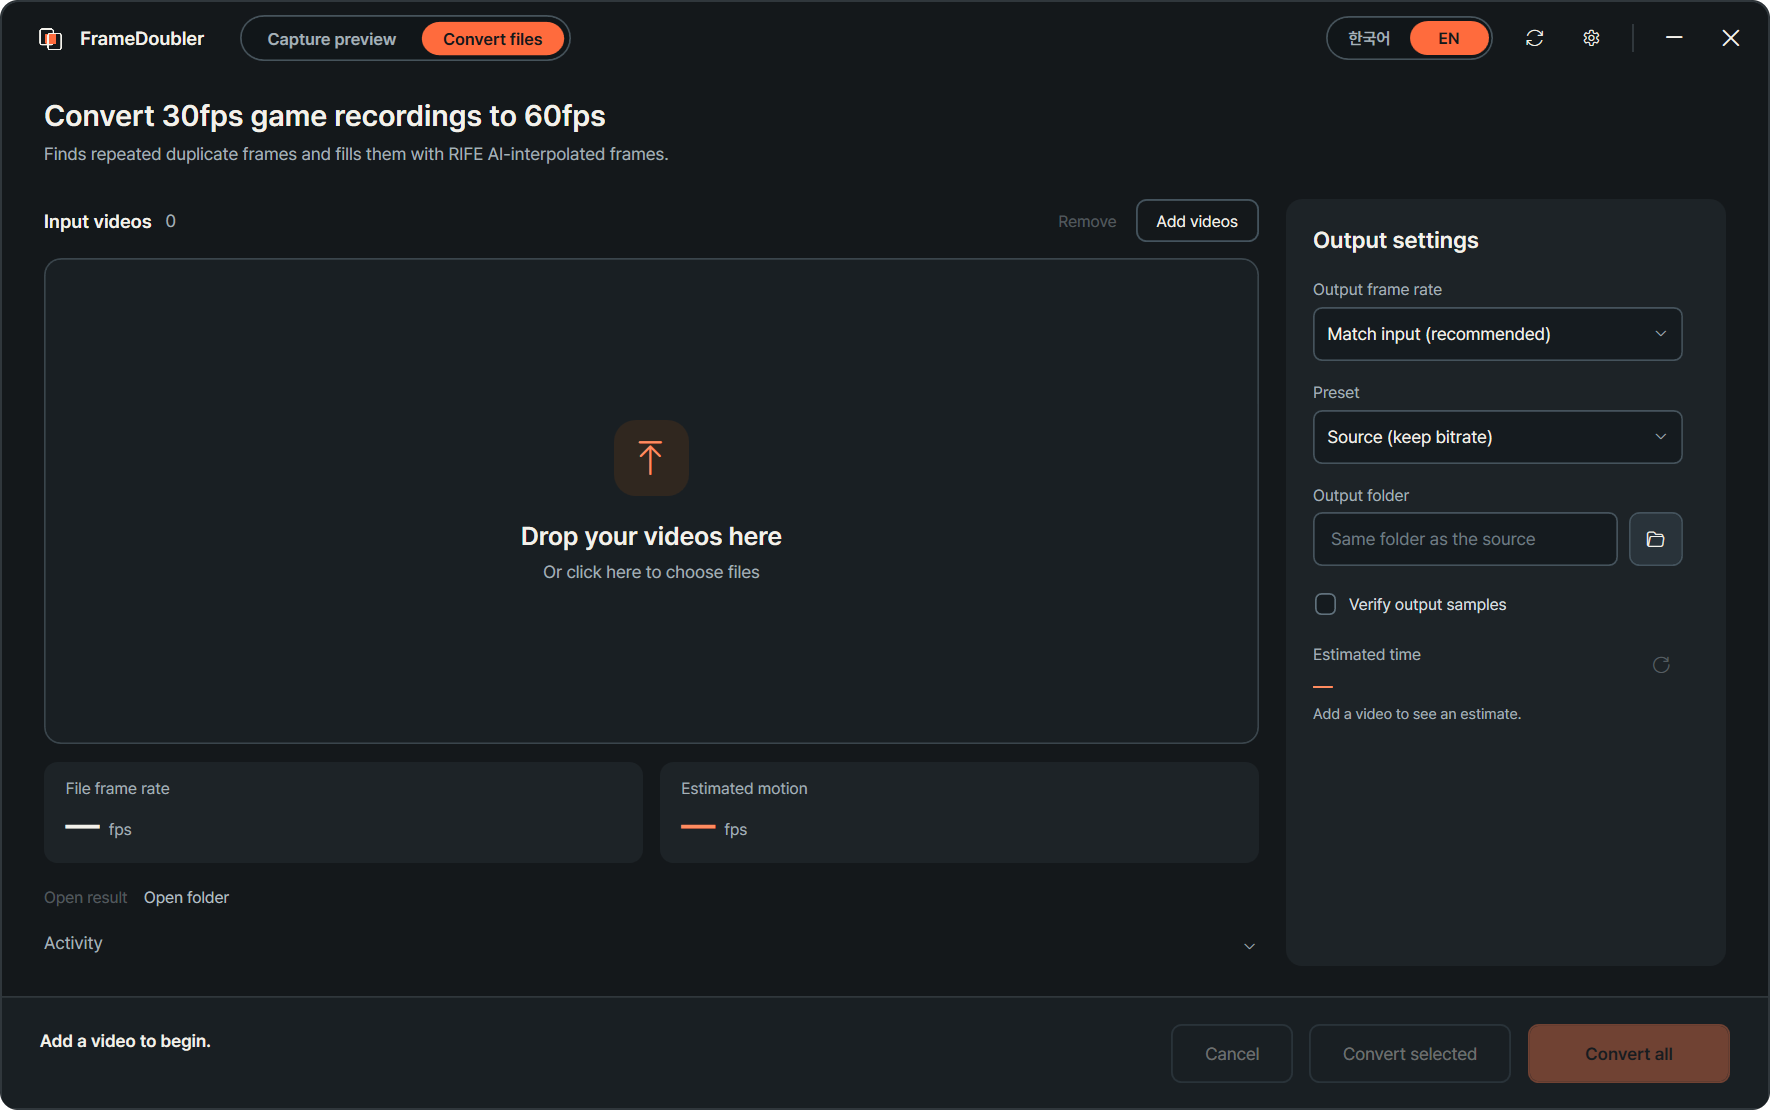 FrameDoubler
Capture preview
Convert files
한국어
EN
Convert 30fps game recordings to 60fps
Finds repeated duplicate frames and fills them with RIFE AI-interpolated frames.
Input videos 0
Remove
Add videos
Drop your videos here
Or click here to choose files
File frame rate
fps
Estimated motion
fps
Open result
Open folder
Activity
Output settings
Output frame rate
Match input (recommended)
Preset
Source (keep bitrate)
Output folder
Same folder as the source
Verify output samples
Estimated time
Add a video to see an estimate.
Add a video to begin.
Cancel
Convert selected
Convert all